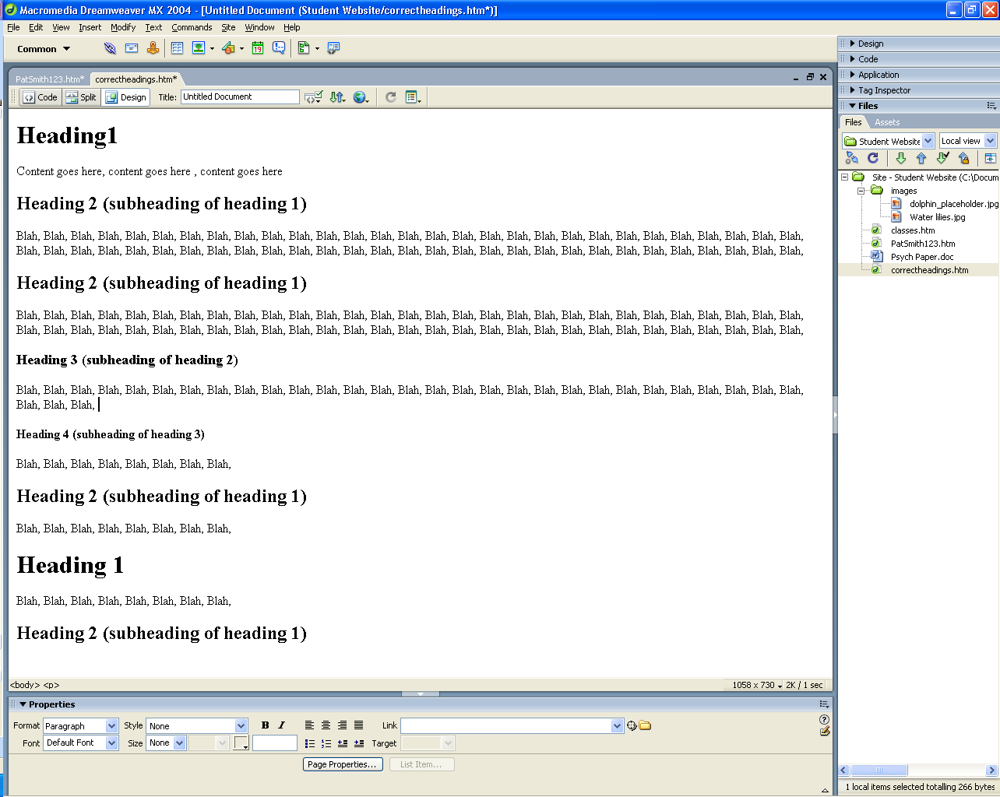 Macromedia Dreamweaver MX 2004 - [Untitled Document (Student Website/correctheadings.htm*)]
File Edit View Insert Modify Text Commands Site Window Help
Common
PatSmith123.htm* correctheadings.htm*
Code Split Design Title: Untitled Document
Heading1
Content goes here, content goes here , content goes here
Heading 2 (subheading of heading 1)
Blah, Blah, Blah, Blah, Blah, Blah, Blah, Blah, Blah, Blah, Blah, Blah, Blah, Blah, Blah, Blah, Blah, Blah, Blah, Blah, Blah, Blah, Blah, Blah, Blah, Blah, Blah, Blah, Blah,
Blah, Blah, Blah, Blah, Blah, Blah, Blah, Blah, Blah, Blah, Blah, Blah, Blah, Blah, Blah, Blah, Blah, Blah, Blah, Blah, Blah, Blah, Blah, Blah, Blah, Blah, Blah, Blah, Blah,
Heading 2 (subheading of heading 1)
Blah, Blah, Blah, Blah, Blah, Blah, Blah, Blah, Blah, Blah, Blah, Blah, Blah, Blah, Blah, Blah, Blah, Blah, Blah, Blah, Blah, Blah, Blah, Blah, Blah, Blah, Blah, Blah, Blah,
Blah, Blah, Blah, Blah, Blah, Blah, Blah, Blah, Blah, Blah, Blah, Blah, Blah, Blah, Blah, Blah, Blah, Blah, Blah, Blah, Blah, Blah, Blah, Blah, Blah, Blah, Blah, Blah, Blah,
Heading 3 (subheading of heading 2)
Blah, Blah, Blah, Blah, Blah, Blah, Blah, Blah, Blah, Blah, Blah, Blah, Blah, Blah, Blah, Blah, Blah, Blah, Blah, Blah, Blah, Blah, Blah, Blah, Blah, Blah, Blah, Blah, Blah,
Blah, Blah, Blah,
Heading 4 (subheading of heading 3)
Blah, Blah, Blah, Blah, Blah, Blah, Blah, Blah,
Heading 2 (subheading of heading 1)
Blah, Blah, Blah, Blah, Blah, Blah, Blah, Blah,
Heading 1
Blah, Blah, Blah, Blah, Blah, Blah, Blah, Blah,
Heading 2 (subheading of heading 1)
<body> <p> 1058 x 730 2K / 1 sec
Properties
Format Paragraph Style None B I Link
Font Default Font Size None Target
Page Properties... List Item...
Design
Code
Application
Tag Inspector
Files
Files Assets
Student Website Local view
Site - Student Website (C:\Docum
images
dolphin_placeholder.jpg
Water lilies.jpg
classes.htm
PatSmith123.htm
Psych Paper.doc
correctheadings.htm
1 local items selected totalling 266 bytes